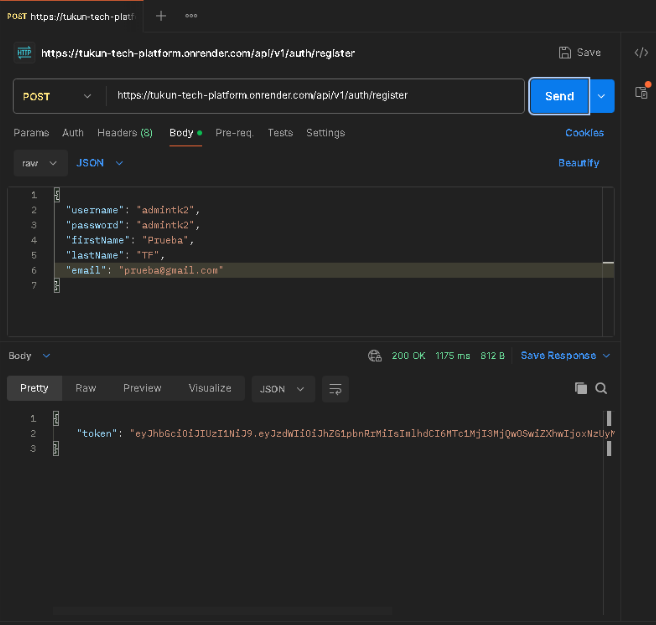 POST https://tukun-tech-platf
https://tukun-tech-platform.onrender.com/api/v1/auth/register
Save
POST https://tukun-tech-platform.onrender.com/api/v1/auth/register
Send
Params Auth Headers (8) Body Pre-req. Tests Settings Cookies
raw JSON Beautify
1 {
2 "username": "admintk2",
3 "password": "admintk2",
4 "firstName": "Prueba",
5 "lastName": "TF",
6 "email": "prueba@gmail.com"
7 }
Body 200 OK 1175 ms 812 B Save Response
Pretty Raw Preview Visualize JSON
1 {
2 "token": "eyJhbGciOiJIUzI1NiJ9.eyJzdWIiOiJhZG1pbnRrMiIsImlhdCI6MTc1MjI3MjQwOSwiZXhwIjoxNzUyM
3 }